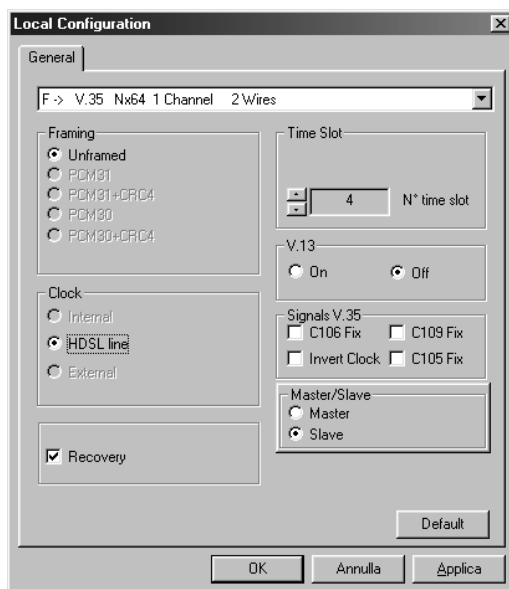 Local Configuration
General
F-> V.35 Nx64 1 Channel 2 Wires
Framing
Unframed
PCM31
PCM31+CRC4
PCM30
PCM30+CRC4
Clock
Internal
HDSL line
External
Recovery
Time Slot
4 N° time slot
V.13
On Off
Signals V.35
C106 Fix C109 Fix
Invert Clock C105 Fix
Master/Slave
Master
Slave
Default
OK Annulla Applica